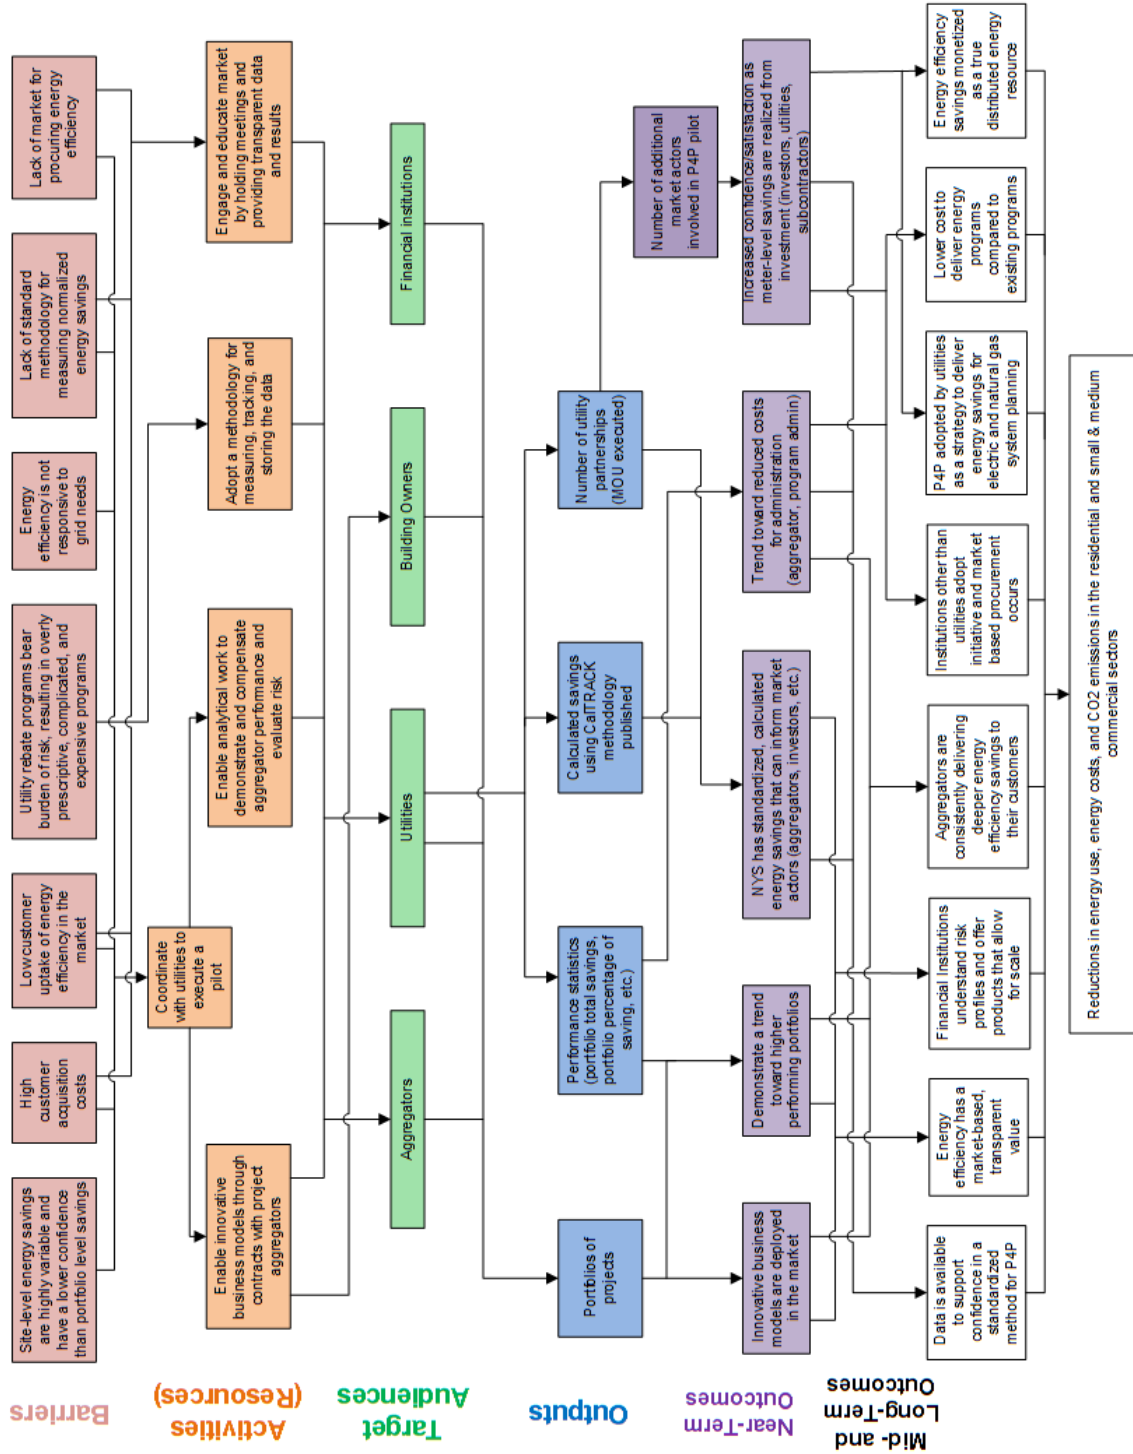 Barriers
Site-level energy savings
are highly variable and
have a lower confidence
than portfolio level savings
High
customer
acquisition
costs
Low customer
uptake of energy
efficiency in the
market
Utility rebate programs bear
burden of risk, resulting in overly
prescriptive, complicated, and
expensive programs
Energy
efficiency is not
responsive to
grid needs
Lack of standard
methodology for
measuring normalized
energy savings
Lack of market for
procuring energy
efficiency
Activities
(Resources)
Coordinate
with utilities to
execute a
pilot
Enable innovative
business models through
contracts with project
aggregators
Enable analytical work to
demonstrate and compensate
aggregator performance and
evaluate risk
Adopt a methodology for
measuring, tracking, and
storing the data
Engage and educate market
by holding meetings and
providing transparent data
and results
Target
Audiences
Aggregators
Utilities
Building Owners
Financial institutions
Outputs
Portfolios of
projects
Performance statistics
(portfolio total savings,
portfolio percentage of
saving, etc.)
Calculated savings
using CalTRACK
methodology
published
Number of utility
partnerships
(MOU executed)
Number of additional
market actors
involved in P4P pilot
Near-Term
Outcomes
Innovative business
models are deployed
in the market
Demonstrate a trend
toward higher
performing portfolios
NYS has standardized, calculated
energy savings that can inform market
actors (aggregators, investors, etc.)
Trend toward reduced costs
for administration
(aggregator, program admin)
Increased confidence/satisfaction as
meter-level savings are realized from
investment (investors, utilities,
subcontractors)
Mid- and
Long-Term
Outcomes
Data is available
to support
confidence in a
standardized
method for P4P
Energy
efficiency has a
market-based,
transparent
value
Financial Institutions
understand risk
profiles and offer
products that allow
for scale
Aggregators are
consistently delivering
deeper energy
efficiency savings to
their customers
Institutions other than
utilities adopt
initiative and market
based procurement
occurs
P4P adopted by utilities
as a strategy to deliver
energy savings for
electric and natural gas
system planning
Lower cost to
deliver energy
programs
compared to
existing programs
Energy efficiency
savings monetized
as a true
distributed energy
resource
Reductions in energy use, energy costs, and CO2 emissions in the residential and small & medium
commercial sectors